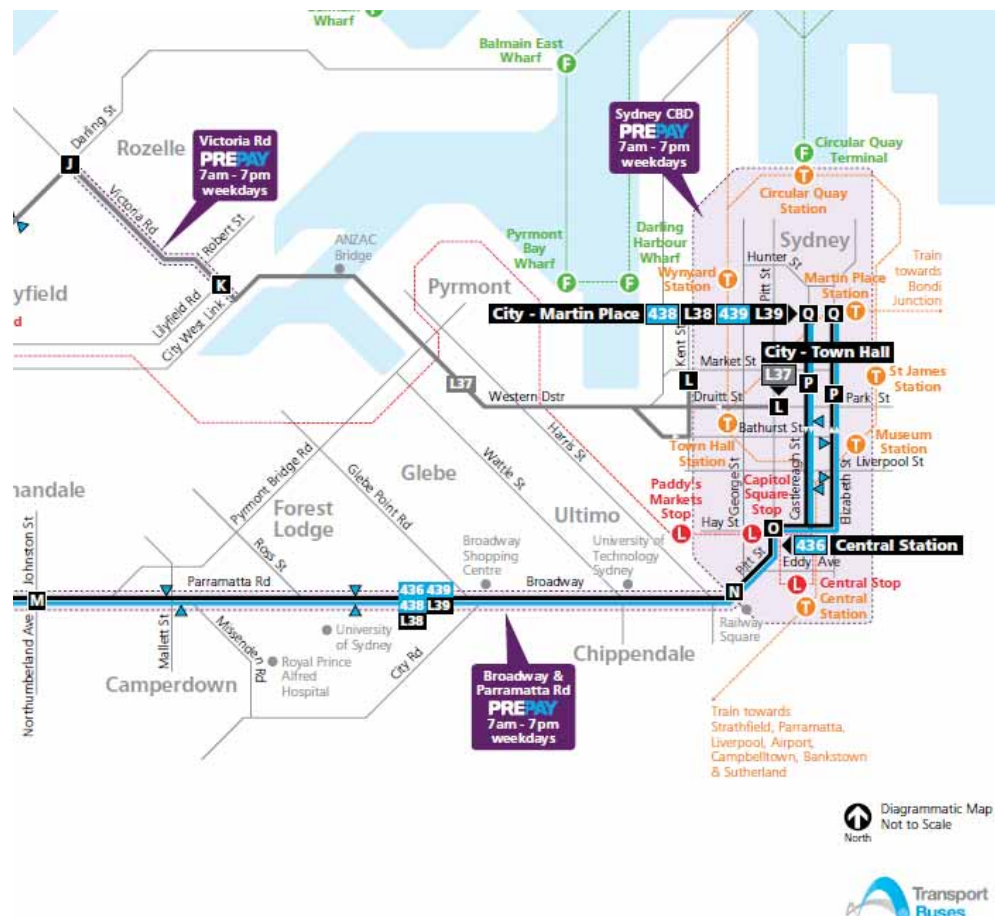 Balmain
Wharf
F
Balmain East
Wharf
F
Darling St
Rozelle
J
Victoria Rd
PREPAY
7am - 7pm
weekdays
Victoria Rd
Robert St
K
Lilyfield Rd
City West Link
yfield
d
Sydney CBD
PREPAY
7am - 7pm
weekdays
F
Circular Quay
Terminal
T
Circular Quay
Station
ANZAC
Bridge
Pyrmont
Bay
Wharf
Darling
Harbour
Wharf
F
F
Pyrmont
Wynyard
Station
T
Sydney
Hunter St
Pitt St
Martin Place
Station
T
Train
towards
Bondi
Junction
City - Martin Place 438 L38 439 L39
Q
Q
Kent St
City - Town Hall
L37
Market St
L
Druitt St
L
P
P
Park St
T
St James
Station
L37
Western Dstr
Bathurst St
T
Town Hall
Station
T
Museum
Station
Liverpool St
George St
Castlereagh St
Elizabeth St
Harris St
Wattle St
Glebe
Pyrmont Bridge Rd
Glebe Point Rd
Forest
Lodge
Ross St
nandale
Johnston St
Paddy's
Markets
Stop
L
Capitol
Square
Stop
L
Hay St
O
436 Central Station
Ultimo
Pitt St
Eddy Ave
L
Central Stop
T
Central
Station
Broadway
Shopping
Centre
University of
Technology
Sydney
Parramatta Rd
Broadway
M
436 439
438 L39
L38
N
Railway
Square
Northumberland Ave
Mallett St
Missenden Rd
University
of Sydney
Royal Prince
Alfred
Hospital
City Rd
Camperdown
Chippendale
Broadway &
Parramatta Rd
PREPAY
7am - 7pm
weekdays
Train towards
Strathfield, Parramatta,
Liverpool, Airport,
Campbelltown, Bankstown
& Sutherland
North
Diagrammatic Map
Not to Scale
Transport
Buses